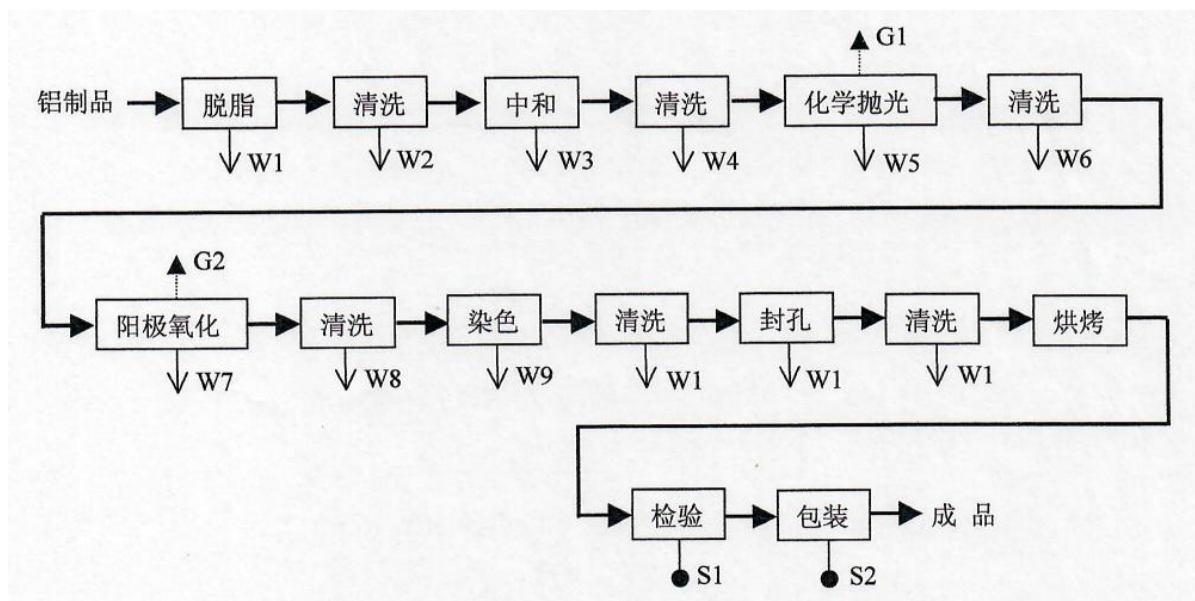 G1
铝制品 脱脂 清洗 中和 清洗 化学抛光 清洗
W1 W2 W3 W4 W5 W6
G2
阳极氧化 清洗 染色 清洗 封孔 清洗 烘烤
W7 W8 W9 W1 W1 W1
检验 包装 成 品
S1 S2